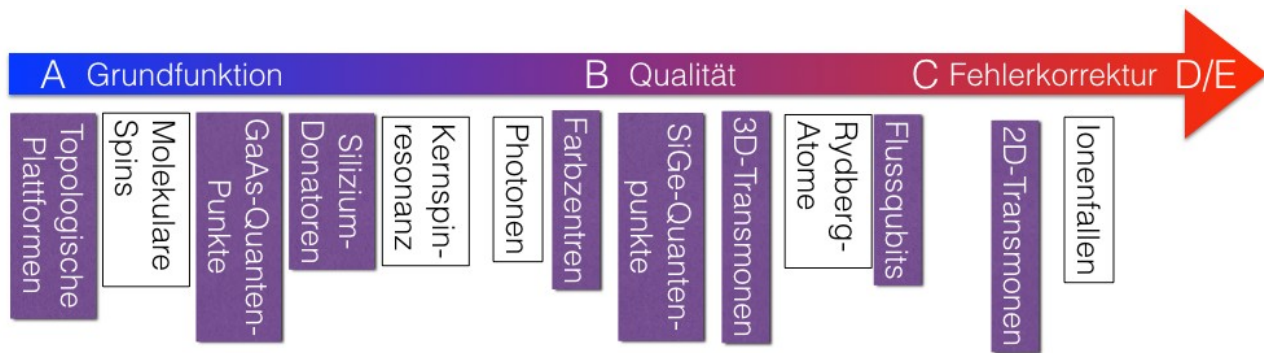 A Grundfunktion B Qualität C Fehlerkorrektur D/E
Topologische
Plattformen
Molekulare
Spins
GaAs-Quanten-
Punkte
Silizium-
Donatoren
Kernspin-
resonanz
Photonen
Farbzentren
SiGe-Quanten-
punkte
3D-Transmonen
Rydberg-
Atome
Flussqubits
2D-Transmonen
Ionenfallen